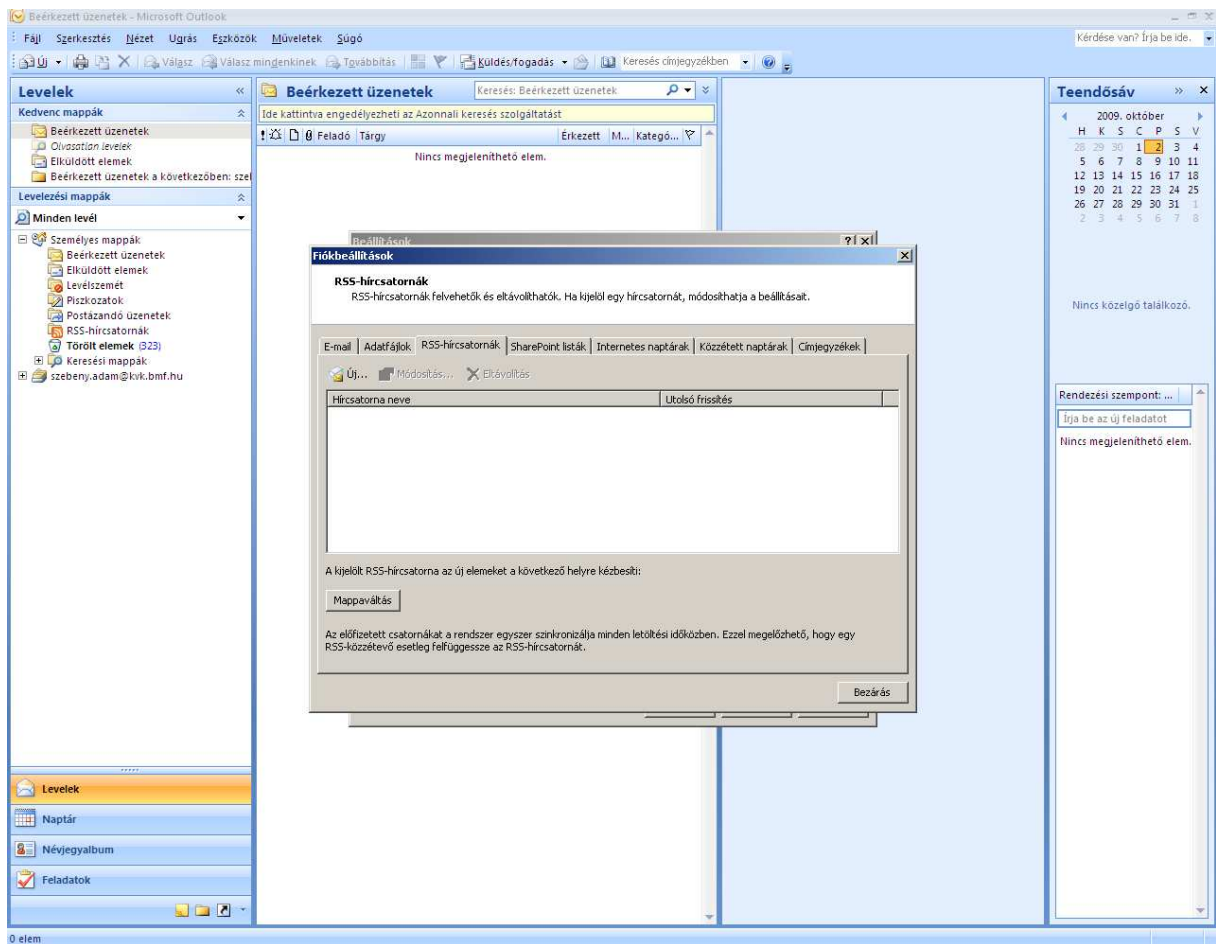 Beérkezett üzenetek - Microsoft Outlook
Fájl Szerkesztés Nézet Ugrás Eszközök Műveletek Súgó
Kérdése van? Írja be ide.
Új Válasz Válasz mindenkinek Továbbítás Küldés/fogadás Keresés címjegyzékben
Levelek
Kedvenc mappák
Beérkezett üzenetek
Olvasatlan levelek
Elküldött elemek
Beérkezett üzenetek a következőben: szel
Levelezési mappák
Minden levél
Személyes mappák
Beérkezett üzenetek
Elküldött elemek
Levélszemét
Piszkozatok
Postázandó üzenetek
RSS-hírcsatornák
Törölt elemek (323)
Keresési mappák
szebeny.adam@kvk.bmf.hu
Levelek
Naptár
Névjegyalbum
Feladatok
Beérkezett üzenetek
Keresés: Beérkezett üzenetek
Ide kattintva engedélyezheti az Azonnali keresés szolgáltatást
Feladó Tárgy Érkezett M... Kategó...
Nincs megjeleníthető elem.
Beállítások
Fiókbeállítások
RSS-hírcsatornák
RSS-hírcsatornák felvehetők és eltávolíthatók. Ha kijelöl egy hírcsatornát, módosíthatja a beállításait.
E-mail Adatfájlok RSS-hírcsatornák SharePoint listák Internetes naptárak Közzétett naptárak Címjegyzékek
Új... Módosítás... Eltávolítás
Hírcsatorna neve Utolsó frissítés
A kijelölt RSS-hírcsatorna az új elemeket a következő helyre kézbesíti:
Mappaváltás
Az előfizetett csatornákat a rendszer egyszer szinkronizálja minden letöltési időközben. Ezzel megelőzhető, hogy egy
RSS-közzétevő esetleg felfüggessze az RSS-hírcsatornát.
Bezárás
Teendősáv
2009. október
H K S C P S V
28 29 30 1 2 3 4
5 6 7 8 9 10 11
12 13 14 15 16 17 18
19 20 21 22 23 24 25
26 27 28 29 30 31 1
2 3 4 5 6 7 8
Nincs közelgő találkozó.
Rendezési szempont: ...
Írja be az új feladatot
Nincs megjeleníthető elem.
0 elem